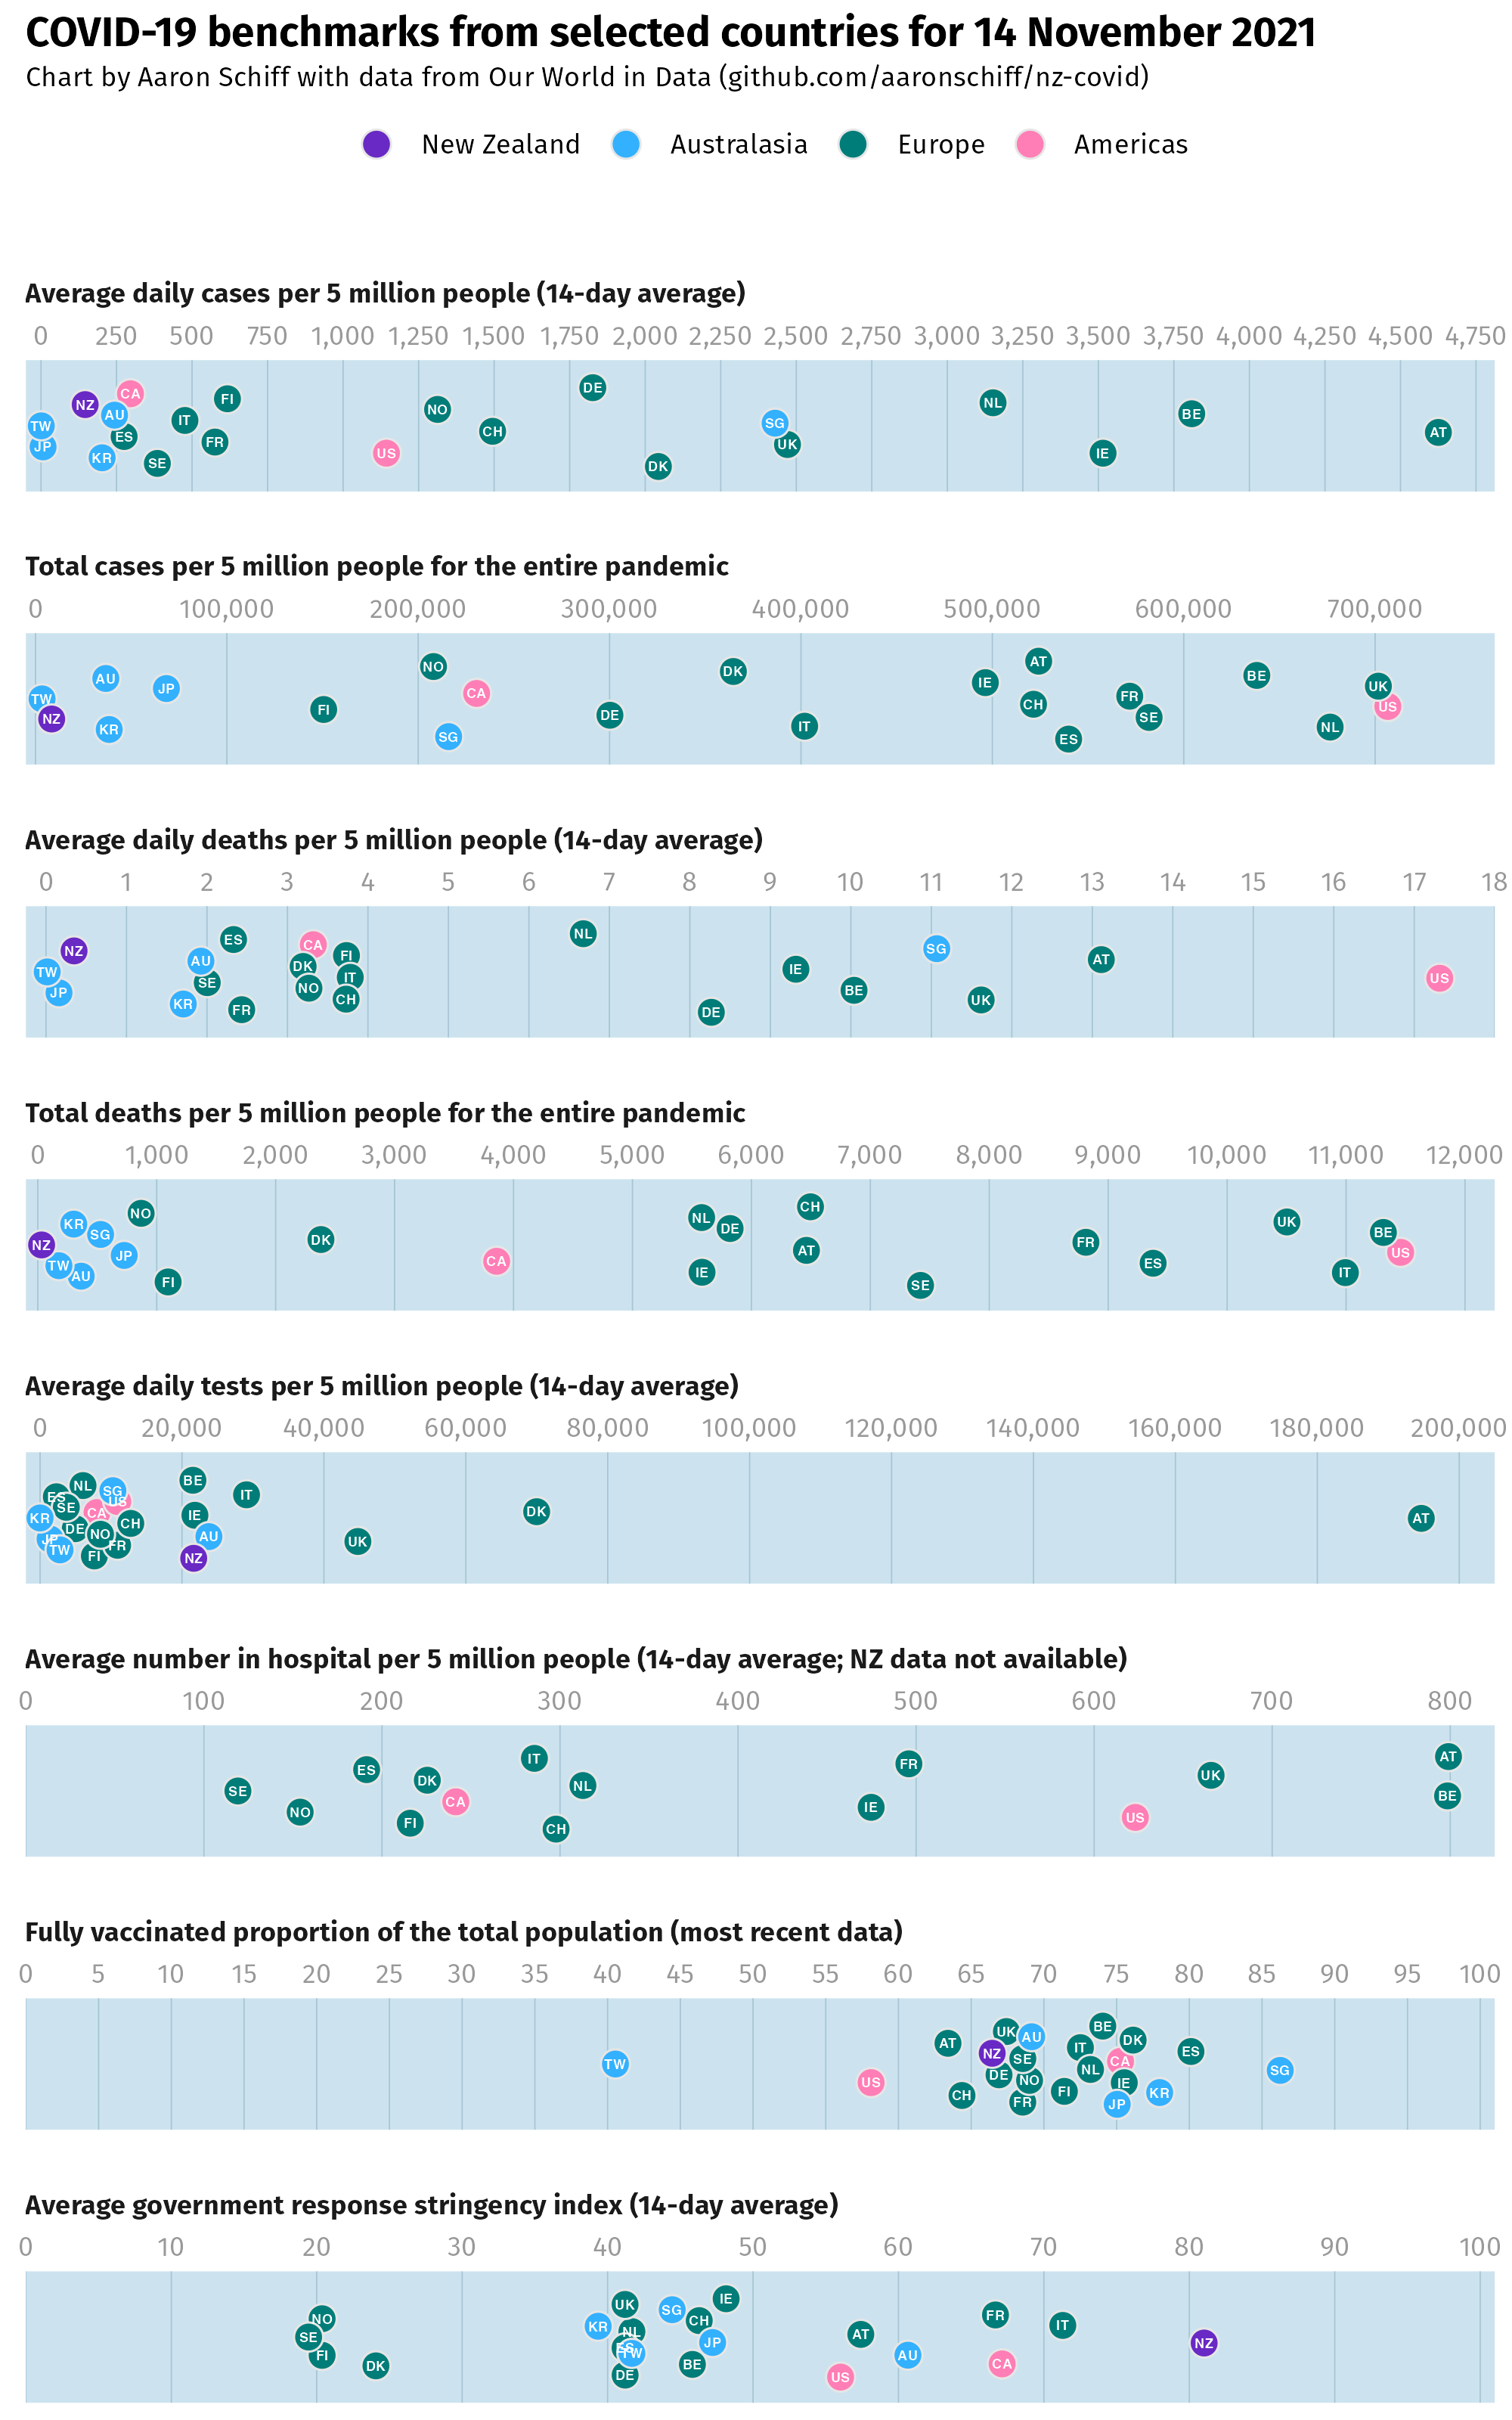 COVID-19 benchmarks from selected countries for 14 November 2021
Chart by Aaron Schiff with data from Our World in Data (github.com/aaronschiff/nz-covid)
New Zealand Australasia Europe Americas
Average daily cases per 5 million people (14-day average)
0 250 500 750 1,000 1,250 1,500 1,750 2,000 2,250 2,500 2,750 3,000 3,250 3,500 3,750 4,000 4,250 4,500 4,750
DE
CA
FI
NL
NZ
NO
AU BE
IT
SG
TW
CH AT
ES
FR
UK
JP
US IE
KR
SE
DK
Total cases per 5 million people for the entire pandemic
0 100,000 200,000 300,000 400,000 500,000 600,000 700,000
AT
NO
DK
BE
AU
IE
UK
JP
CA
FR
TW
CH
US
FI
DE
SE
NZ
IT NL
KR
SG
ES
Average daily deaths per 5 million people (14-day average)
0 1 2 3 4 5 6 7 8 9 10 11 12 13 14 15 16 17 18
NL
ES
CA
SG
NZ
FI
AT
AU
DK
IE
TW
IT US
SE
NO
BE
JP
CH
UK
KR
FR
DE
Total deaths per 5 million people for the entire pandemic
0 1,000 2,000 3,000 4,000 5,000 6,000 7,000 8,000 9,000 10,000 11,000 12,000
CH
NO
NL
UK
KR
DE
BE
SG
DK
FR
NZ
AT
US
JP
CA
ES
TW
IE IT
AU
FI
SE
Average daily tests per 5 million people (14-day average)
0 20,000 40,000 60,000 80,000 100,000 120,000 140,000 160,000 180,000 200,000
BE
NL
SG
IT
ES
US
SE
DK
CA
IE
KR AT
CH
DE
NO
AU
JP
UK
FR
TW
FI
NZ
Average number in hospital per 5 million people (14-day average; NZ data not available)
0 100 200 300 400 500 600 700 800
AT
IT
FR
ES
UK
DK
NL
SE
BE
CA
IE
NO
US
FI
CH
Fully vaccinated proportion of the total population (most recent data)
0 5 10 15 20 25 30 35 40 45 50 55 60 65 70 75 80 85 90 95 100
BE
UK
AU
DK
AT
IT
ES
NZ
SE
CA
TW
NL SG
DE
NO
US IE
FI KR
CH
FR
JP
Average government response stringency index (14-day average)
0 10 20 30 40 50 60 70 80 90 100
IE
UK
SG
FR
NO
CH
IT
KR
NL
AT
SE
JP NZ
ES
TW
FI AU
BE CA
DK
DE
US